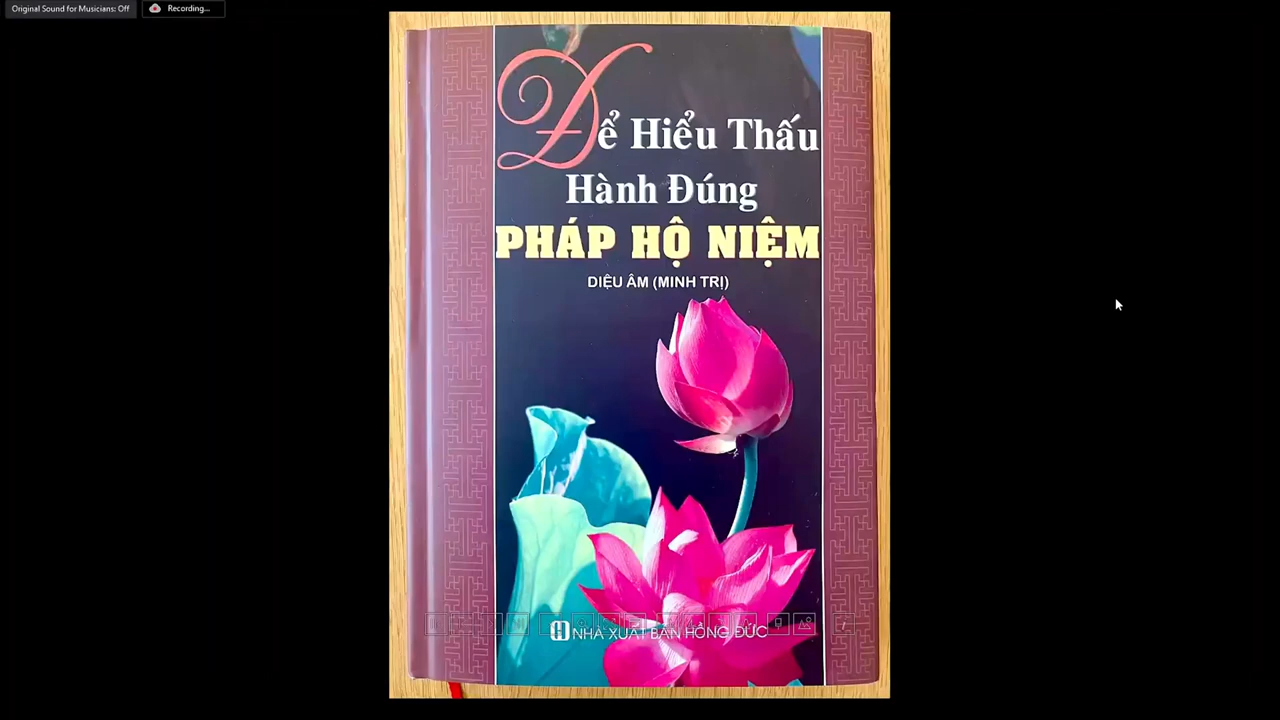 Original Sound for Musicians: Off
Recording...
Để Hiểu Thấu
Hành Đúng
PHÁP HỘ NIỆM
DIỆU ÂM (MINH TRỊ)
NHÀ XUẤT BẢN HỒNG ĐỨC